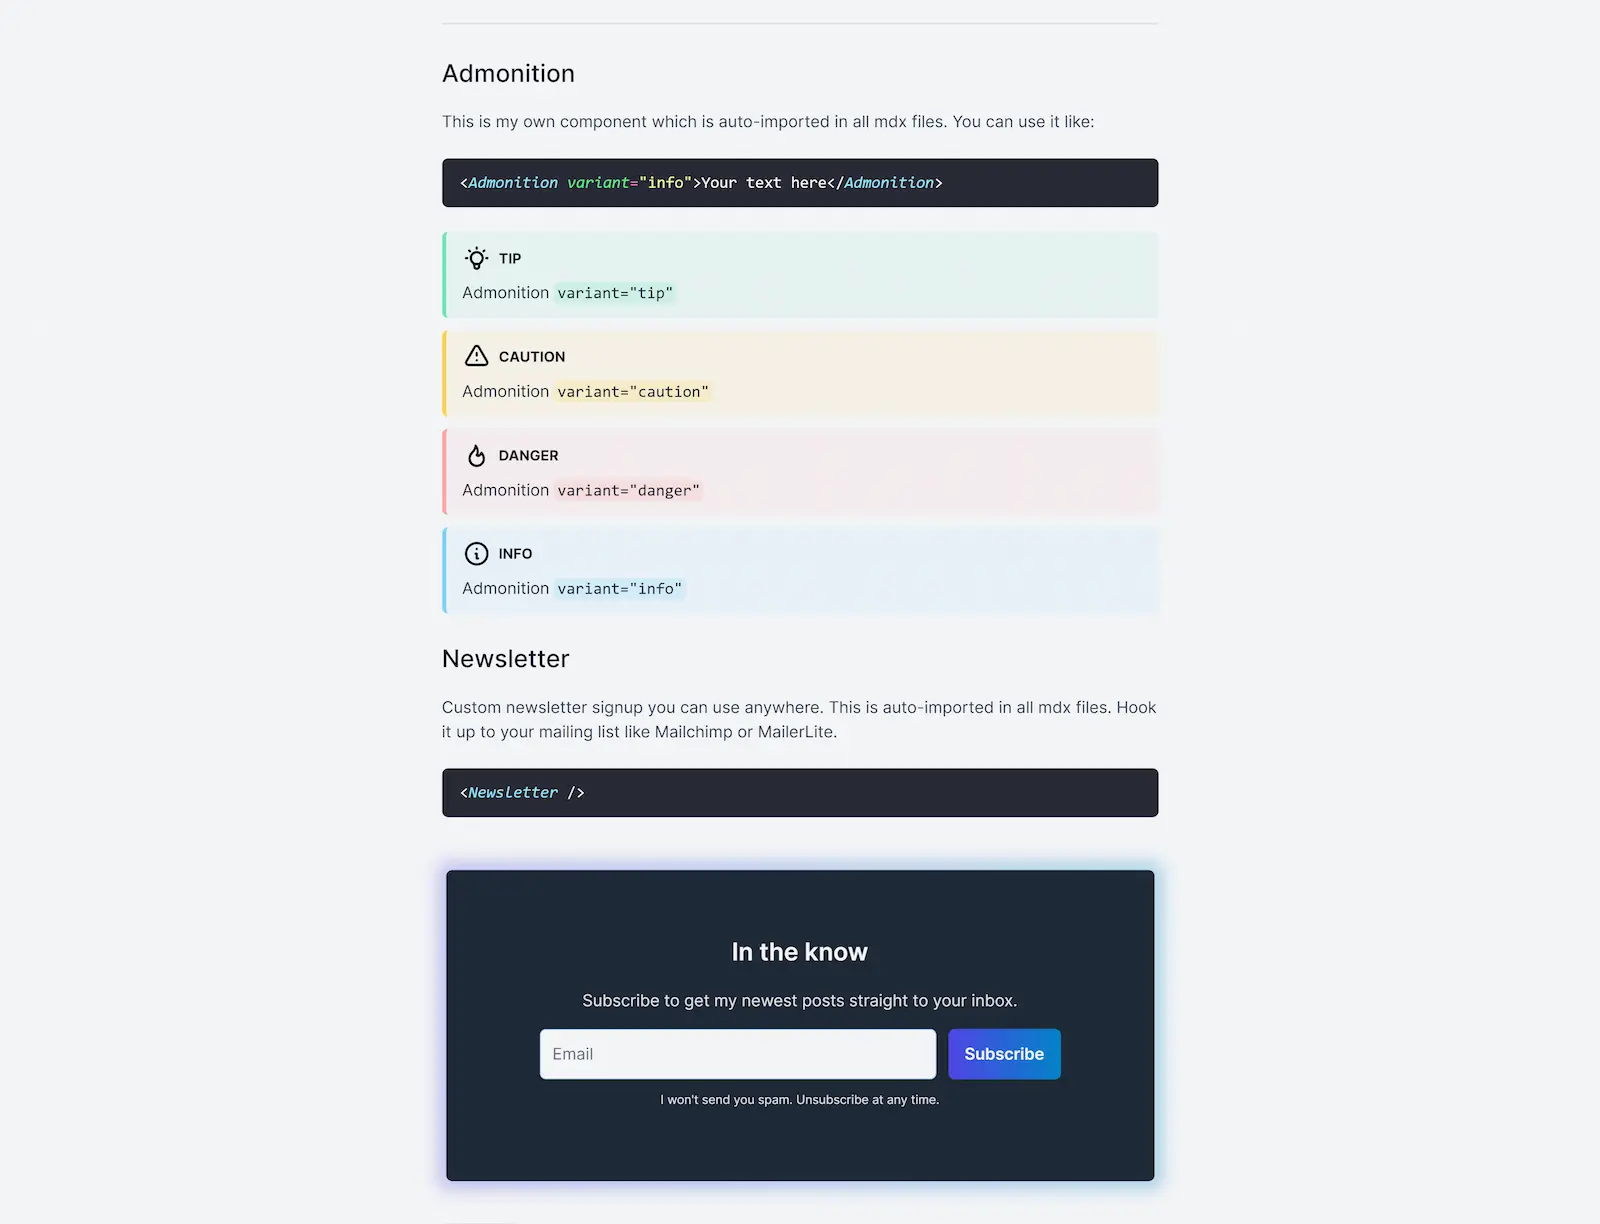 Admonition
This is my own component which is auto-imported in all mdx files. You can use it like:
<Admonition variant="info">Your text here</Admonition>
TIP
Admonition variant="tip"
CAUTION
Admonition variant="caution"
DANGER
Admonition variant="danger"
INFO
Admonition variant="info"
Newsletter
Custom newsletter signup you can use anywhere. This is auto-imported in all mdx files. Hook
it up to your mailing list like Mailchimp or MailerLite.
<Newsletter />
In the know
Subscribe to get my newest posts straight to your inbox.
Email
Subscribe
I won't send you spam. Unsubscribe at any time.